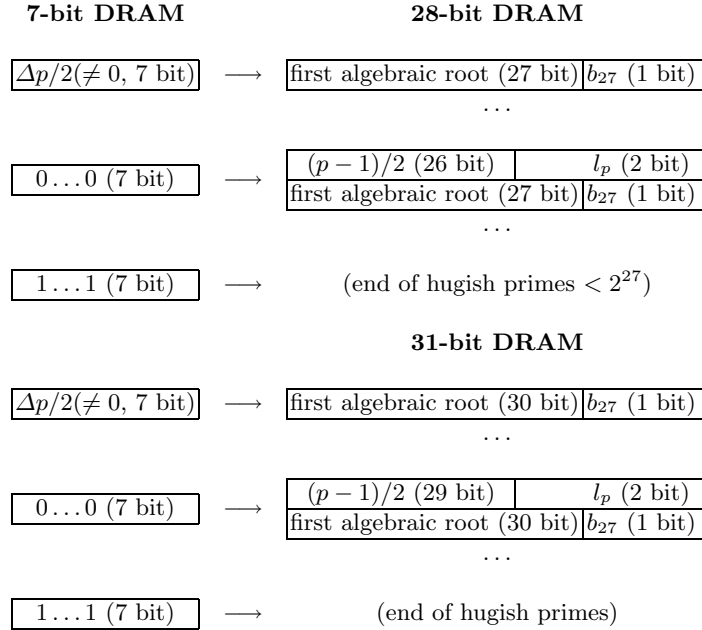 7-bit DRAM 28-bit DRAM
Δp/2(≠ 0, 7 bit) → first algebraic root (27 bit) b27 (1 bit)
...
0...0 (7 bit) → (p − 1)/2 (26 bit) lp (2 bit)
first algebraic root (27 bit) b27 (1 bit)
...
1...1 (7 bit) → (end of hugish primes < 2^27)
31-bit DRAM
Δp/2(≠ 0, 7 bit) → first algebraic root (30 bit) b27 (1 bit)
...
0...0 (7 bit) → (p − 1)/2 (29 bit) lp (2 bit)
first algebraic root (30 bit) b27 (1 bit)
...
1...1 (7 bit) → (end of hugish primes)